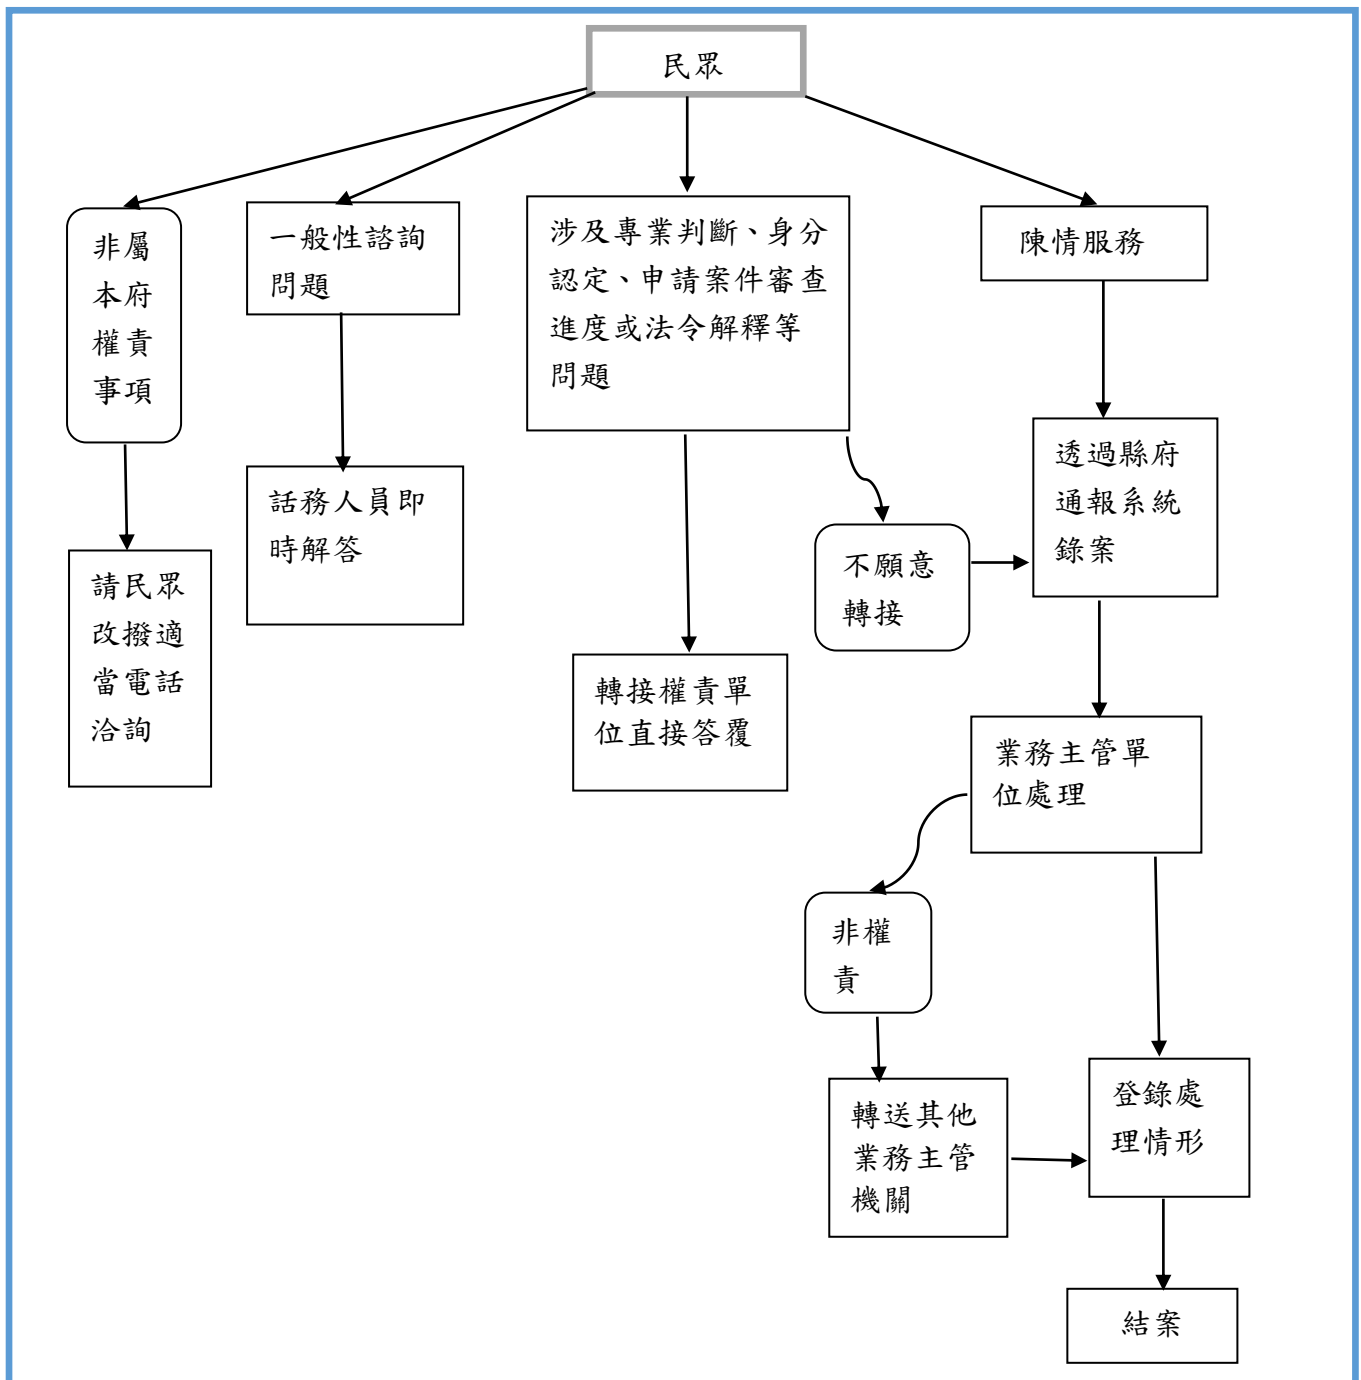 民眾
非屬
本府
權責
事項
一般性諮詢
問題
涉及專業判斷、身分
認定、申請案件審查
進度或法令解釋等
問題
陳情服務
請民眾
改撥適
當電話
洽詢
話務人員即
時解答
轉接權責單
位直接答覆
不願意
轉接
透過縣府
通報系統
錄案
業務主管單
位處理
非權
責
轉送其他
業務主管
機關
登錄處
理情形
結案